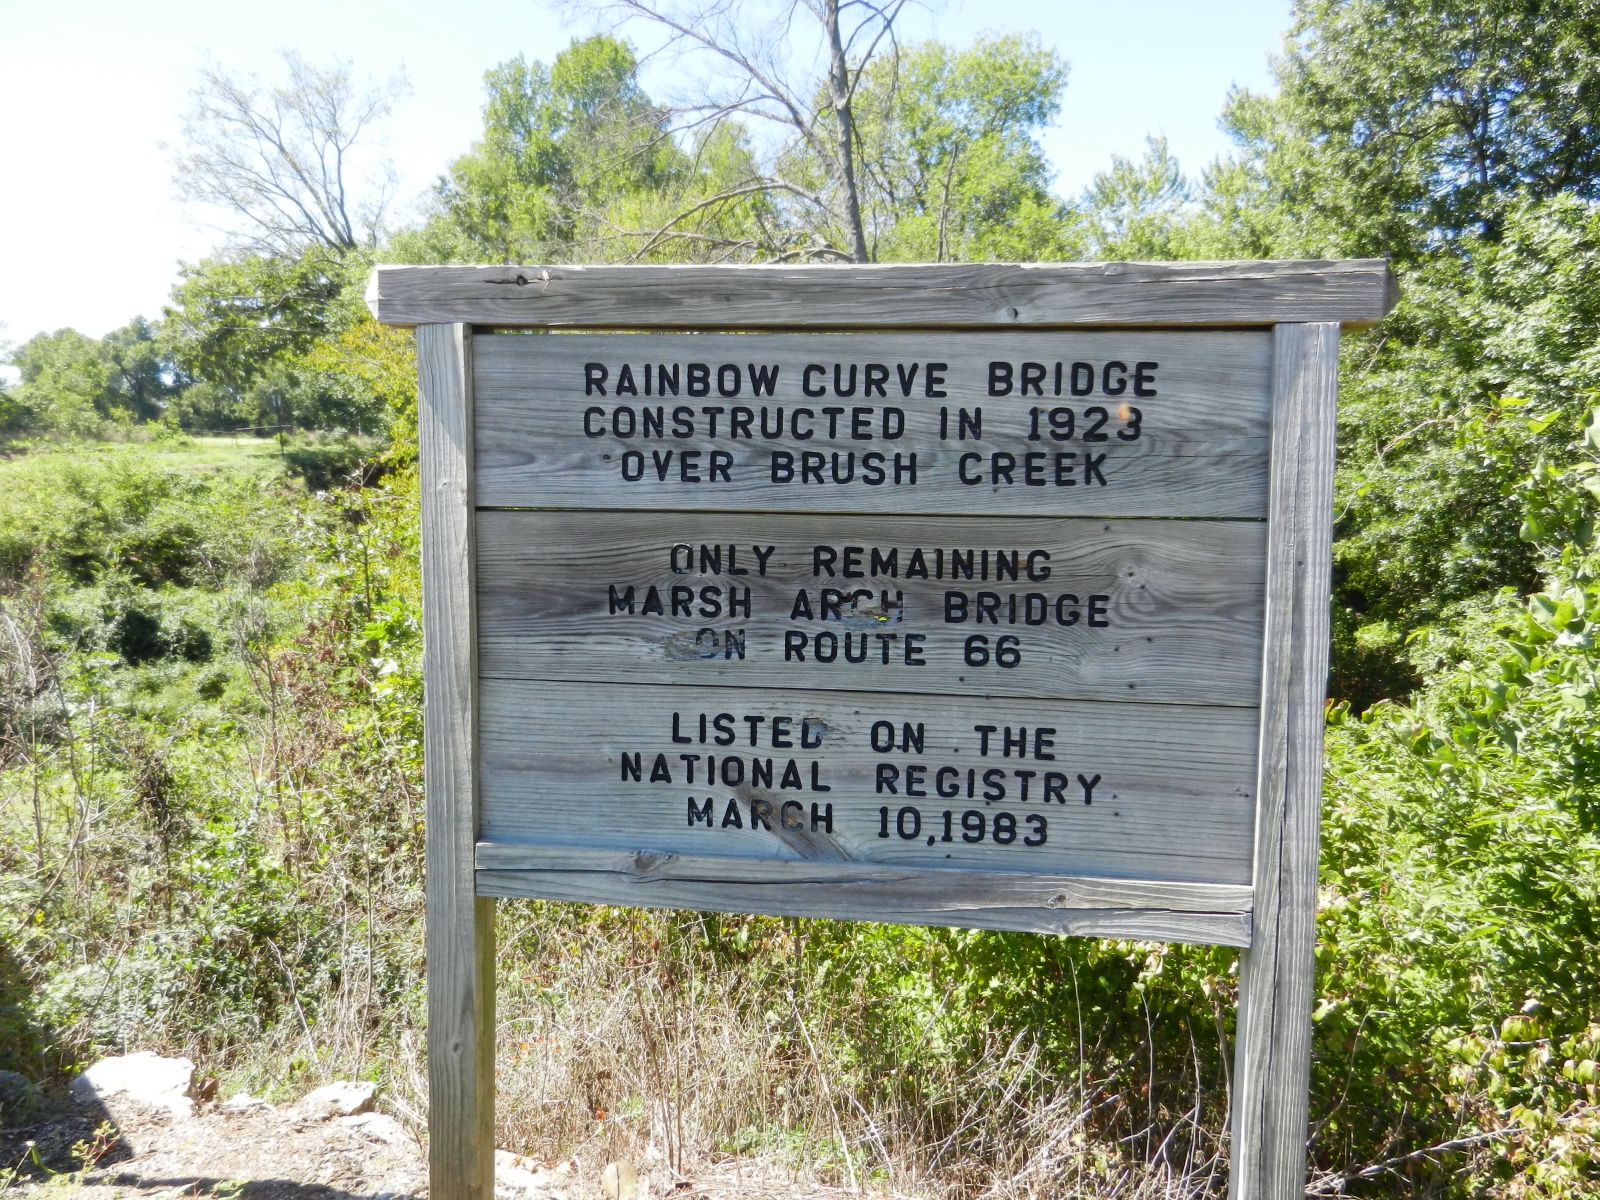 RAINBOW CURVE BRIDGE
CONSTRUCTED IN 1923
OVER BRUSH CREEK
ONLY REMAINING
MARSH ARCH BRIDGE
ON ROUTE 66
LISTED ON THE
NATIONAL REGISTRY
MARCH 10,1983